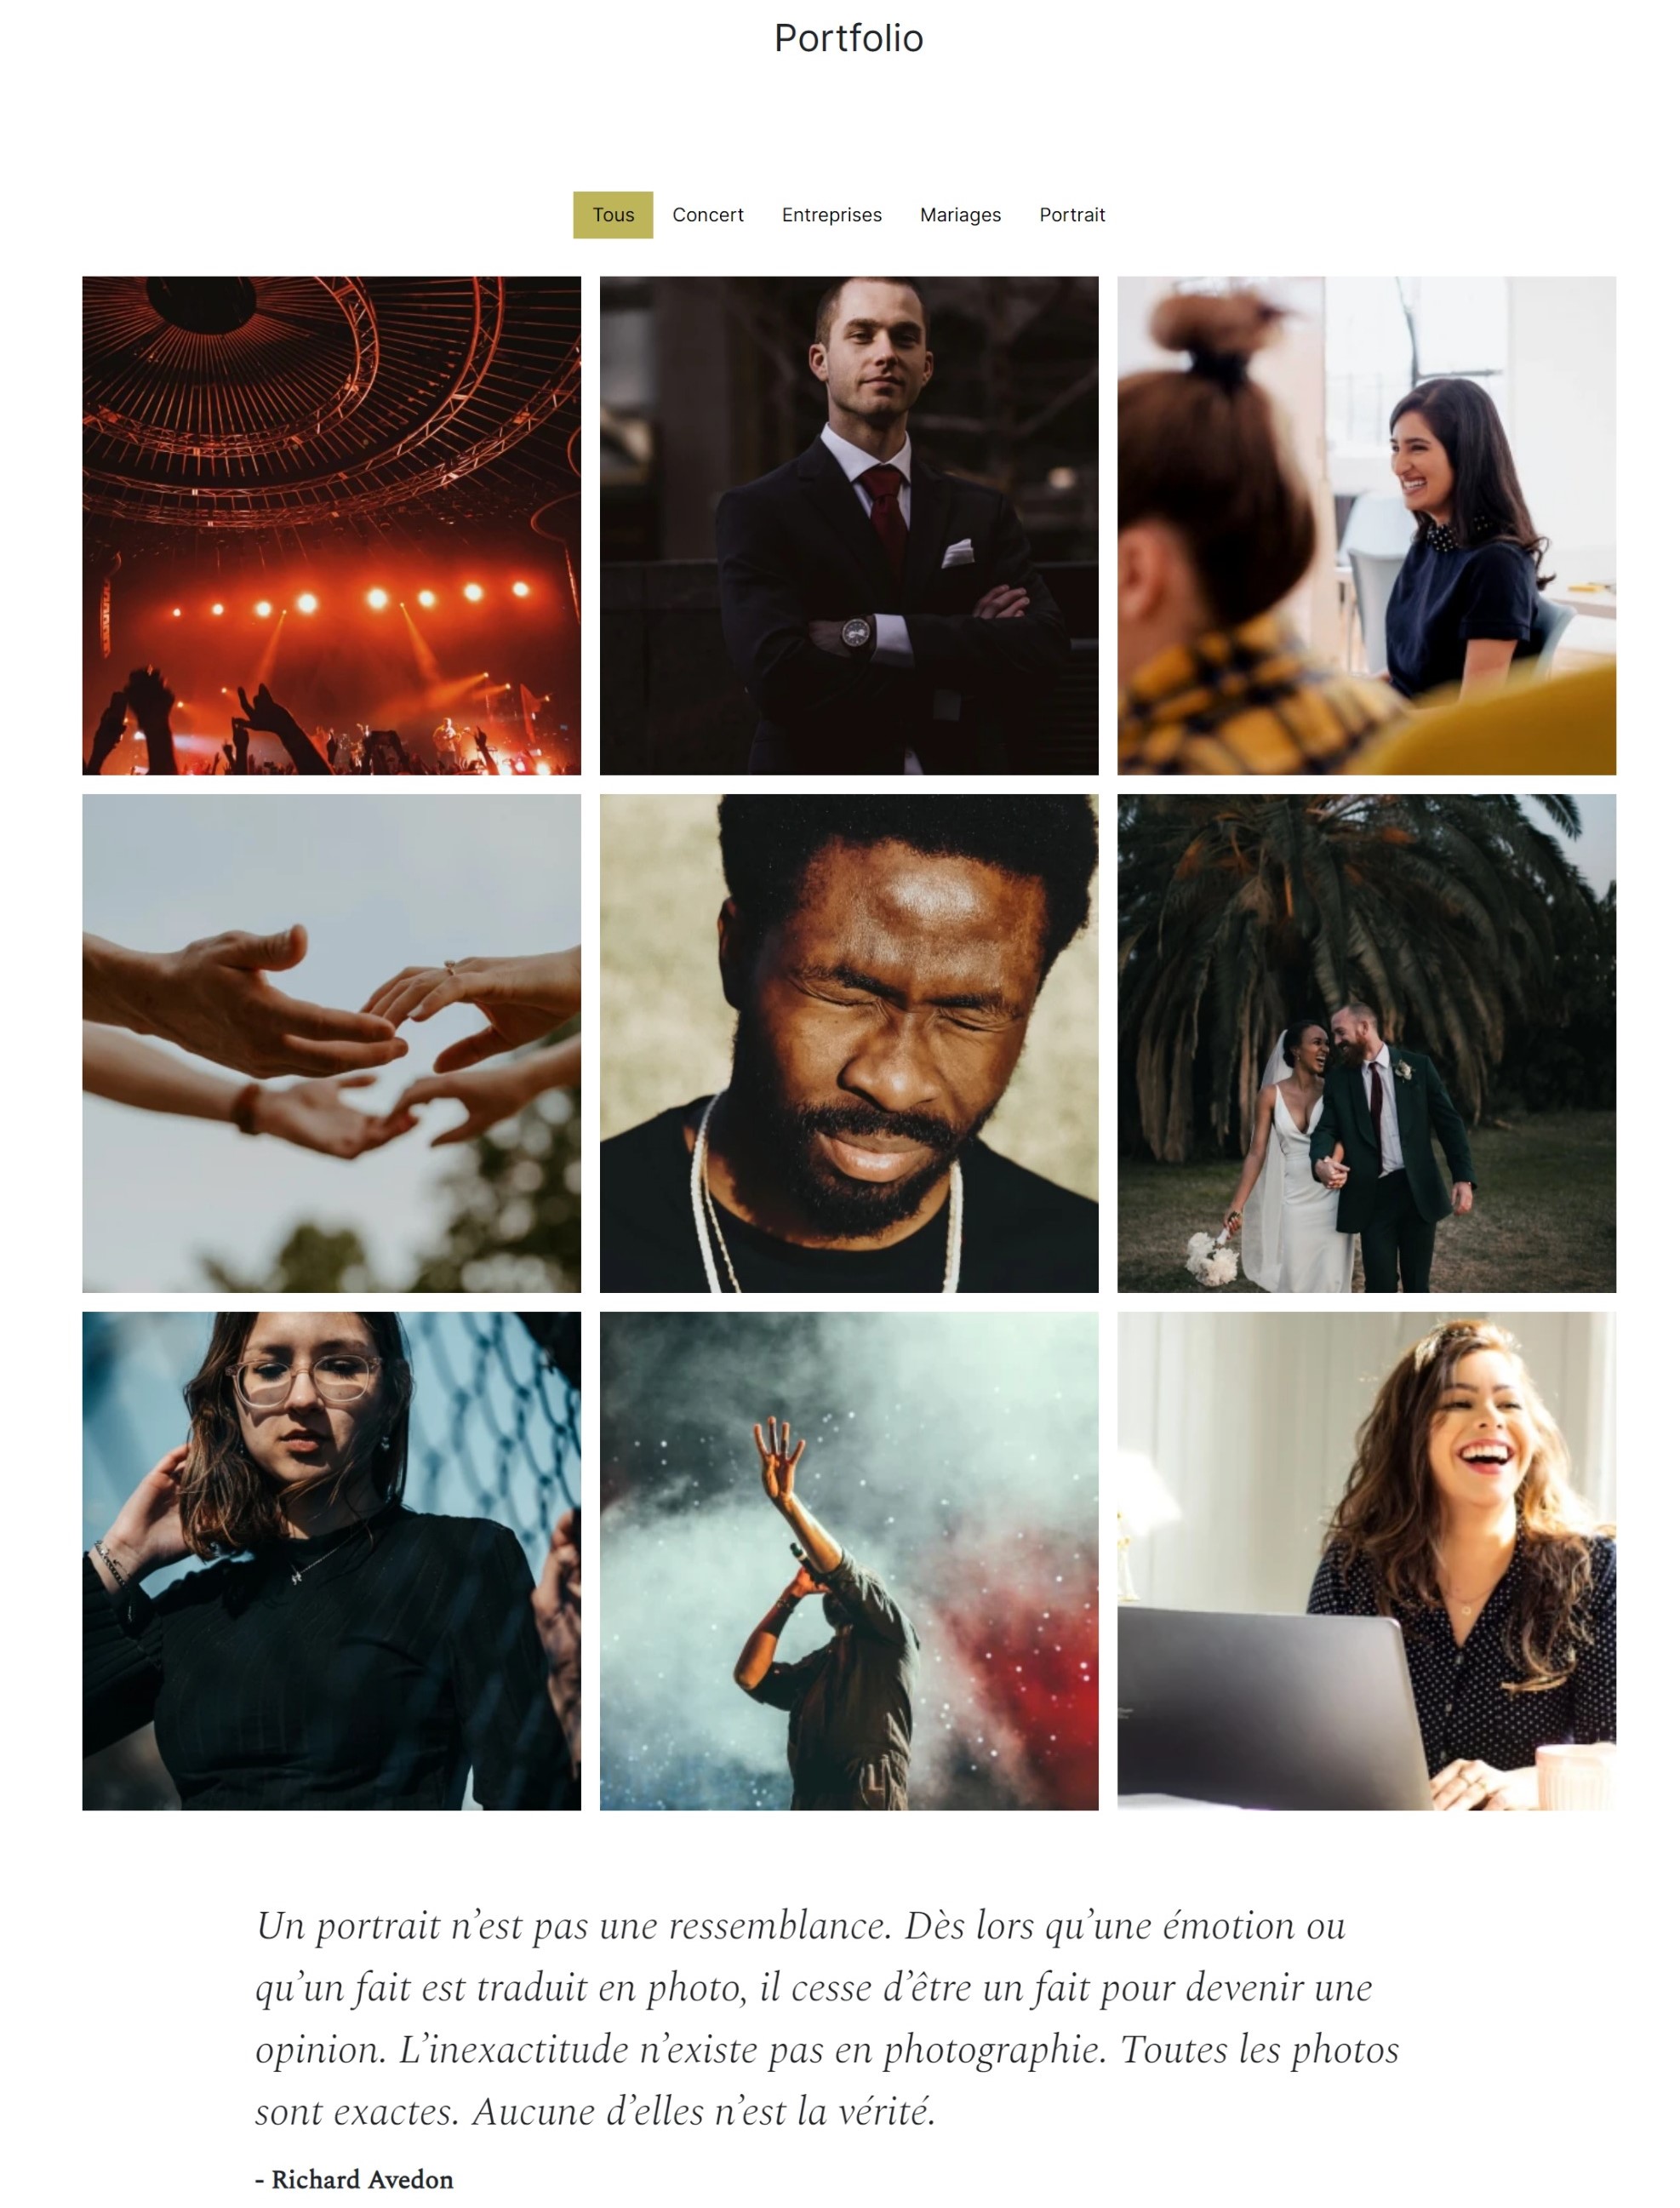 Portfolio
Tous Concert Entreprises Mariages Portrait
Un portrait n’est pas une ressemblance. Dès lors qu’une émotion ou
qu’un fait est traduit en photo, il cesse d’être un fait pour devenir une
opinion. L’inexactitude n’existe pas en photographie. Toutes les photos
sont exactes. Aucune d’elles n’est la vérité.
- Richard Avedon